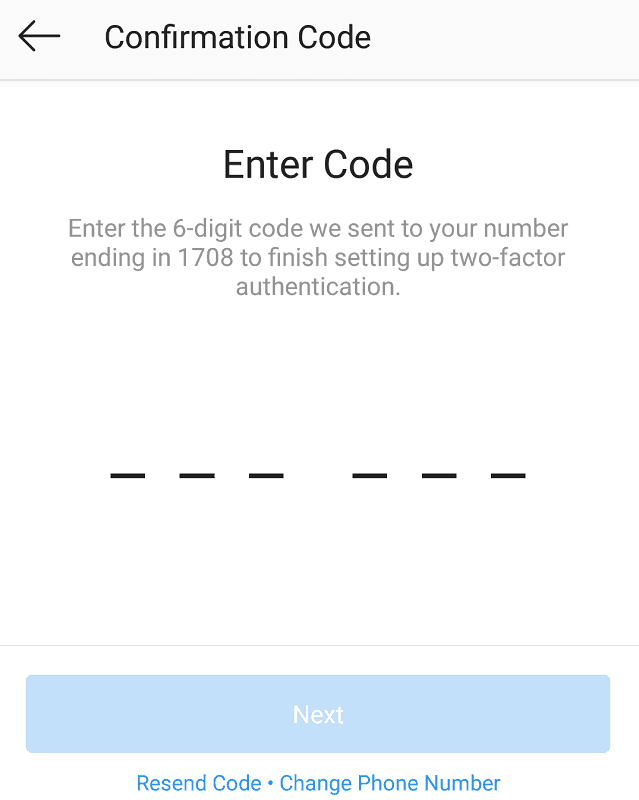 Confirmation Code
Enter Code
Enter the 6-digit code we sent to your number
ending in 1708 to finish setting up two-factor
authentication.
Next
Resend Code • Change Phone Number